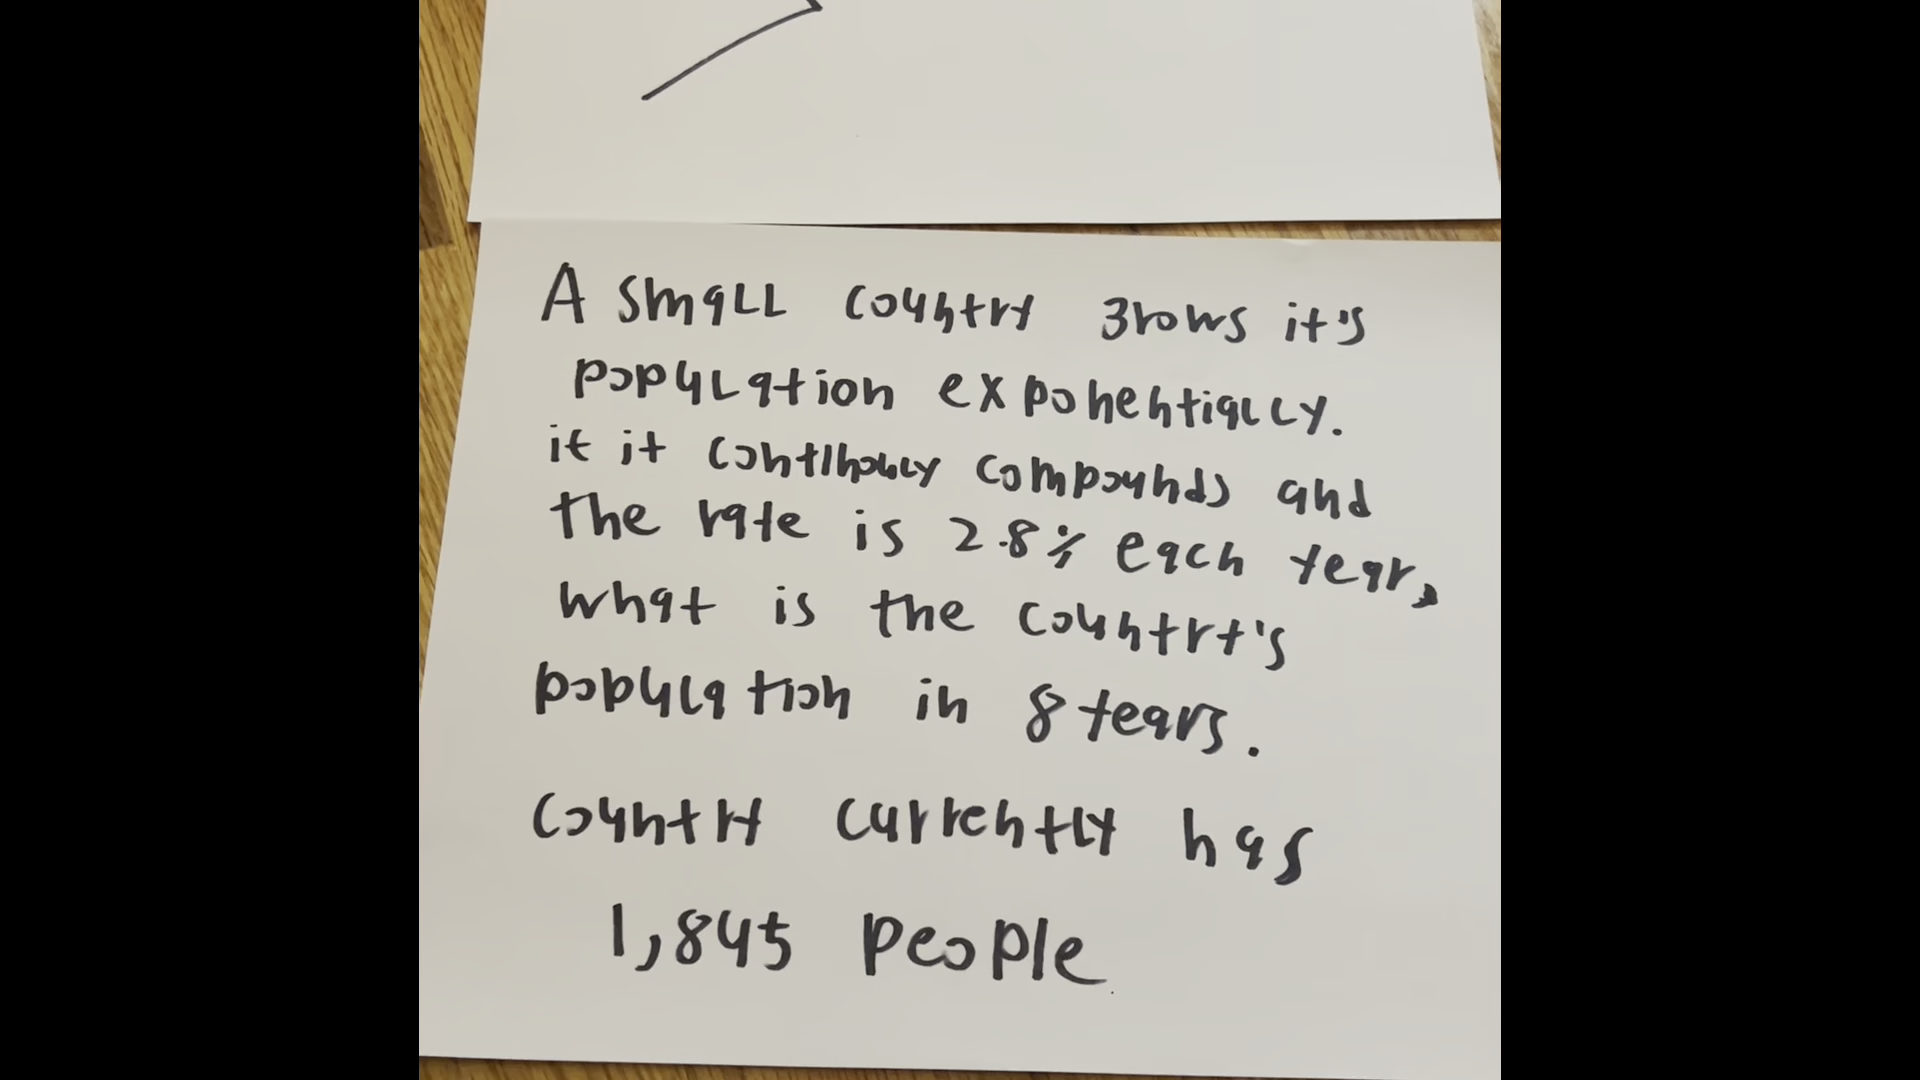 A small country grows it's
population exponentially.
if it continously compounds and
the rate is 2.8% each year,
what is the country's
population in 8 years.
country currently has
1,845 people